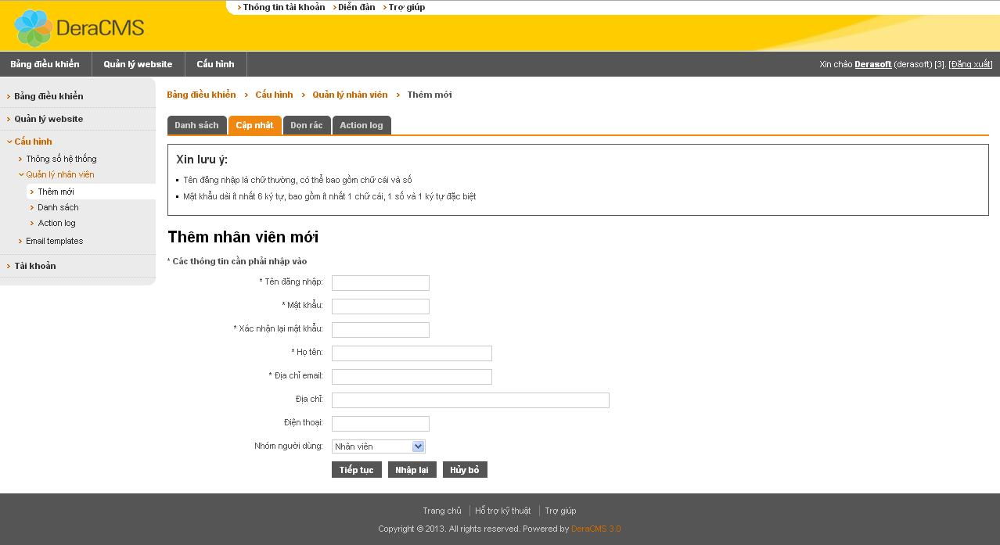 Thông tin tài khoản Diễn đàn Trợ giúp
DeraCMS
Bảng điều khiển Quản lý website Cấu hình
Xin chào Derasoft (derasoft) [3]. [Đăng xuất]
Bảng điều khiển
Quản lý website
Cấu hình
Thông số hệ thống
Quản lý nhân viên
Thêm mới
Danh sách
Action log
Email templates
Tài khoản
Bảng điều khiển Cấu hình Quản lý nhân viên Thêm mới
Danh sách Cập nhật Dọn rác Action log
Xin lưu ý:
Tên đăng nhập là chữ thường, có thể bao gồm chữ cái và số
Mật khẩu dài ít nhất 6 ký tự, bao gồm ít nhất 1 chữ cái, 1 số và 1 ký tự đặc biệt
Thêm nhân viên mới
* Các thông tin cần phải nhập vào
* Tên đăng nhập:
* Mật khẩu:
* Xác nhận lại mật khẩu:
* Họ tên:
* Địa chỉ email:
Địa chỉ:
Điện thoại:
Nhóm người dùng: Nhân viên
Tiếp tục Nhập lại Hủy bỏ
Trang chủ Hỗ trợ kỹ thuật Trợ giúp
Copyright © 2013. All rights reserved. Powered by DeraCMS 3.0